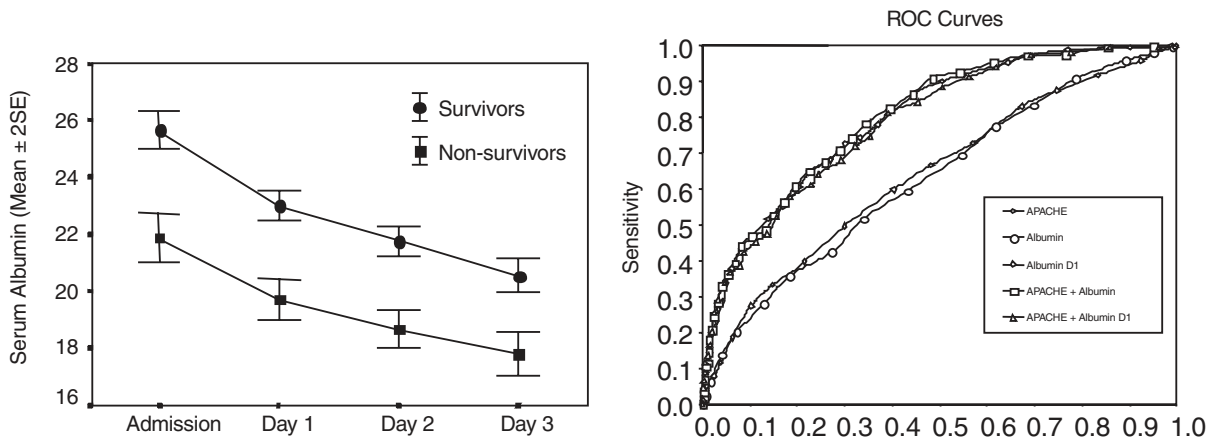 Serum Albumin (Mean ± 2SE)
28
26
24
22
20
18
16
Admission Day 1 Day 2 Day 3
Survivors
Non-survivors
ROC Curves
Sensitivity
1.0
0.9
0.8
0.7
0.6
0.5
0.4
0.3
0.2
0.1
0.0
0.0 0.1 0.2 0.3 0.4 0.5 0.6 0.7 0.8 0.9 1.0
APACHE
Albumin
Albumin D1
APACHE + Albumin
APACHE + Albumin D1